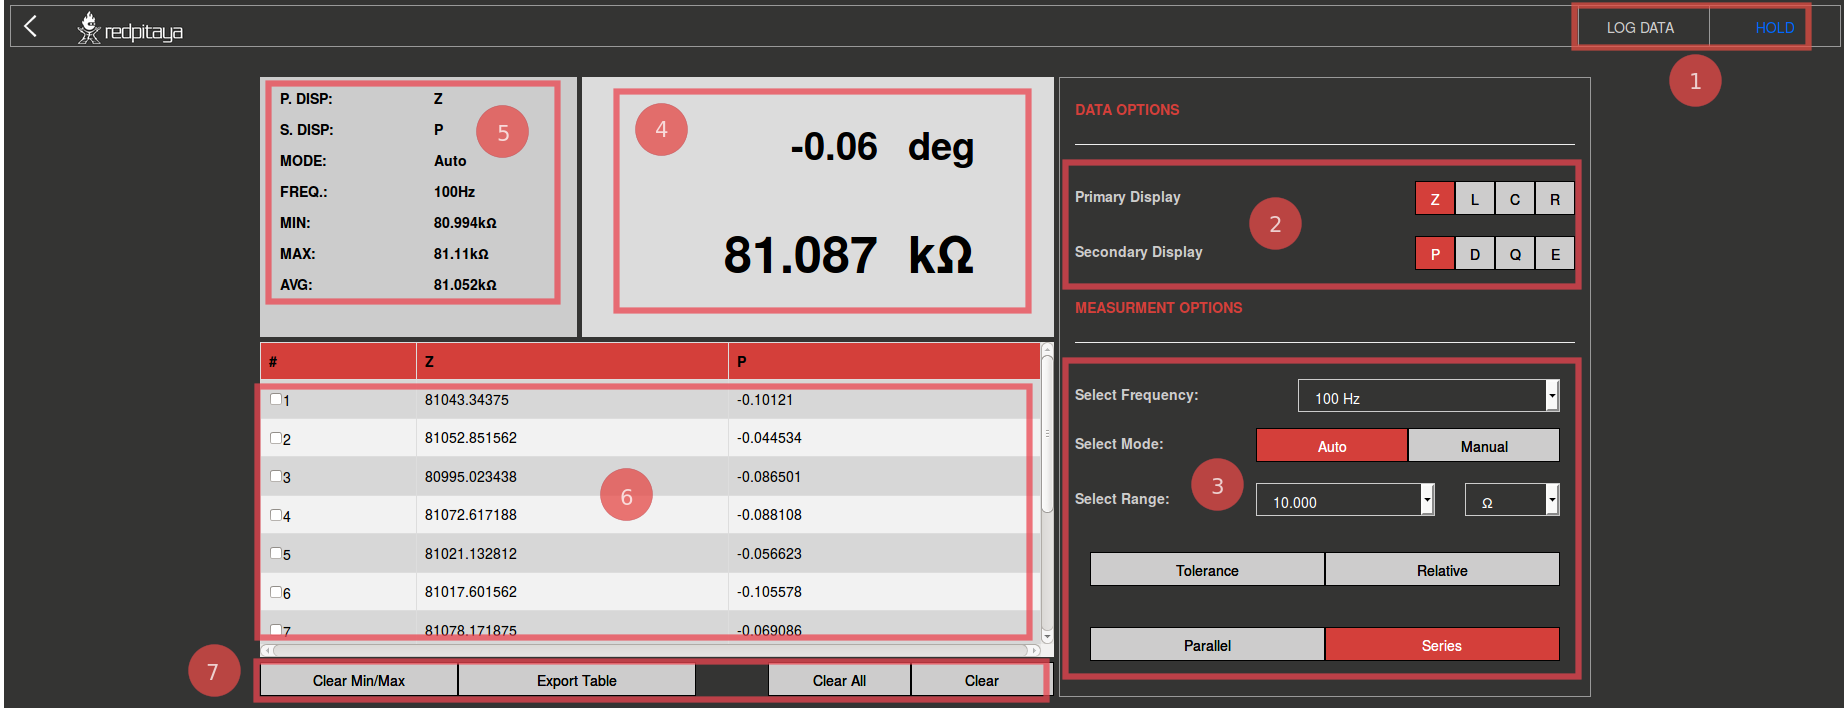 redpitaya
LOG DATA
HOLD
1
P. DISP: Z
S. DISP: P
MODE: Auto
FREQ.: 100Hz
MIN: 80.994kΩ
MAX: 81.11kΩ
AVG: 81.052kΩ
5
4
-0.06 deg
81.087 kΩ
DATA OPTIONS
Primary Display Z L C R
2
Secondary Display P D Q E
MEASURMENT OPTIONS
Select Frequency: 100 Hz
Select Mode: Auto Manual
Select Range: 10.000 Ω
3
Tolerance Relative
Parallel Series
# Z P
1 81043.34375 -0.10121
2 81052.851562 -0.044534
3 80995.023438 -0.086501
4 81072.617188 -0.088108
5 81021.132812 -0.056623
6 81017.601562 -0.105578
7 81078.171875 -0.069086
6
7
Clear Min/Max Export Table Clear All Clear